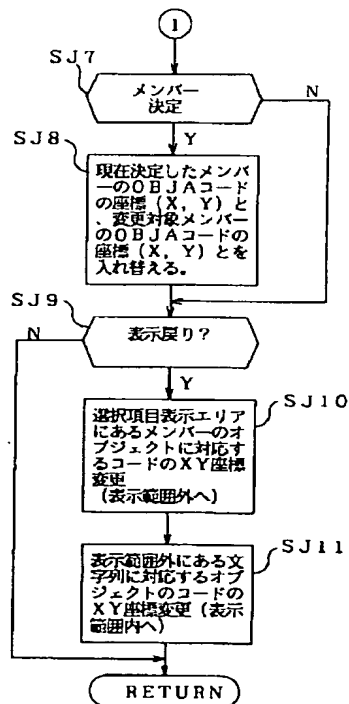 1
SJ7
メンバー
決定
N
Y
SJ8
現在決定したメンバ
ーのOBJAコード
の座標(X,Y)と
、変更対象メンバー
のOBJAコードの
座標(X,Y)とを
入れ替える。
SJ9
N
表示戻り?
Y
SJ10
選択項目表示エリア
にあるメンバーのオ
ブジェクトに対応す
るコードのXY座標
変更
(表示範囲外へ)
SJ11
表示範囲外にある文
字列に対応するオブ
ジェクトのコードの
XY座標変更(表示
範囲内へ)
RETURN